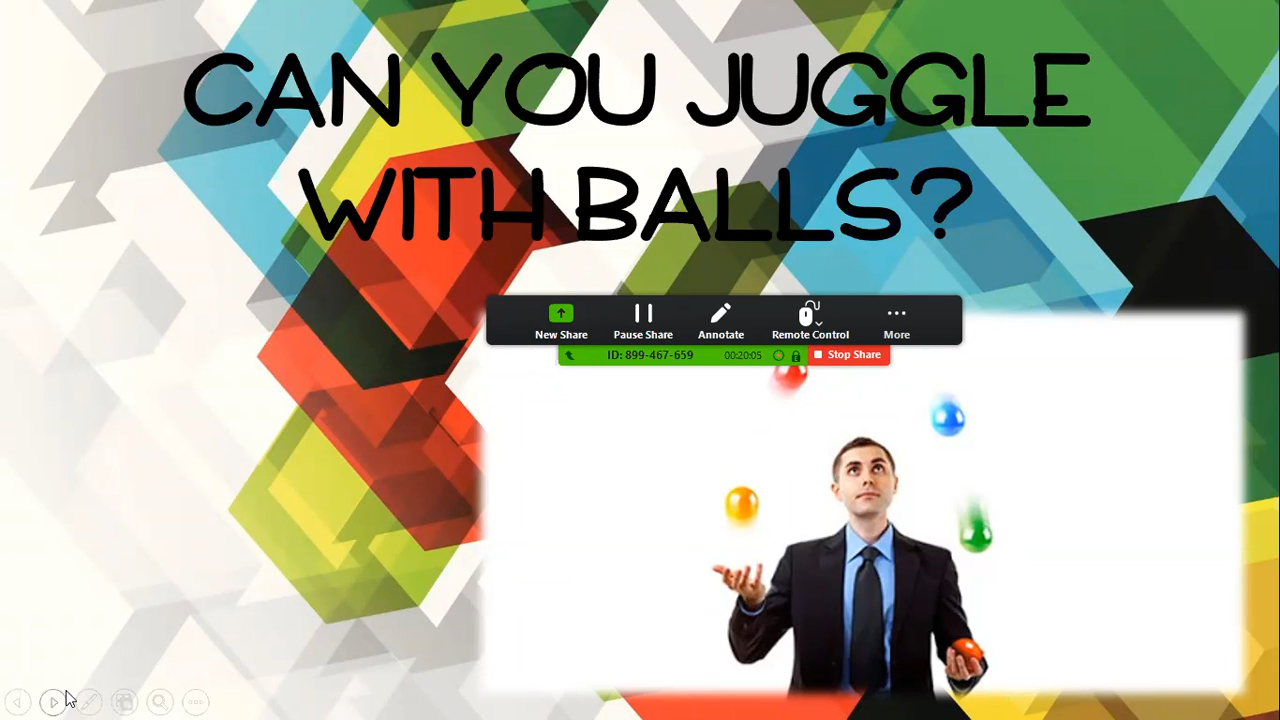 CAN YOU JUGGLE
WITH BALLS?
New Share Pause Share Annotate Remote Control More
ID: 899-467-659 00:20:05 Stop Share